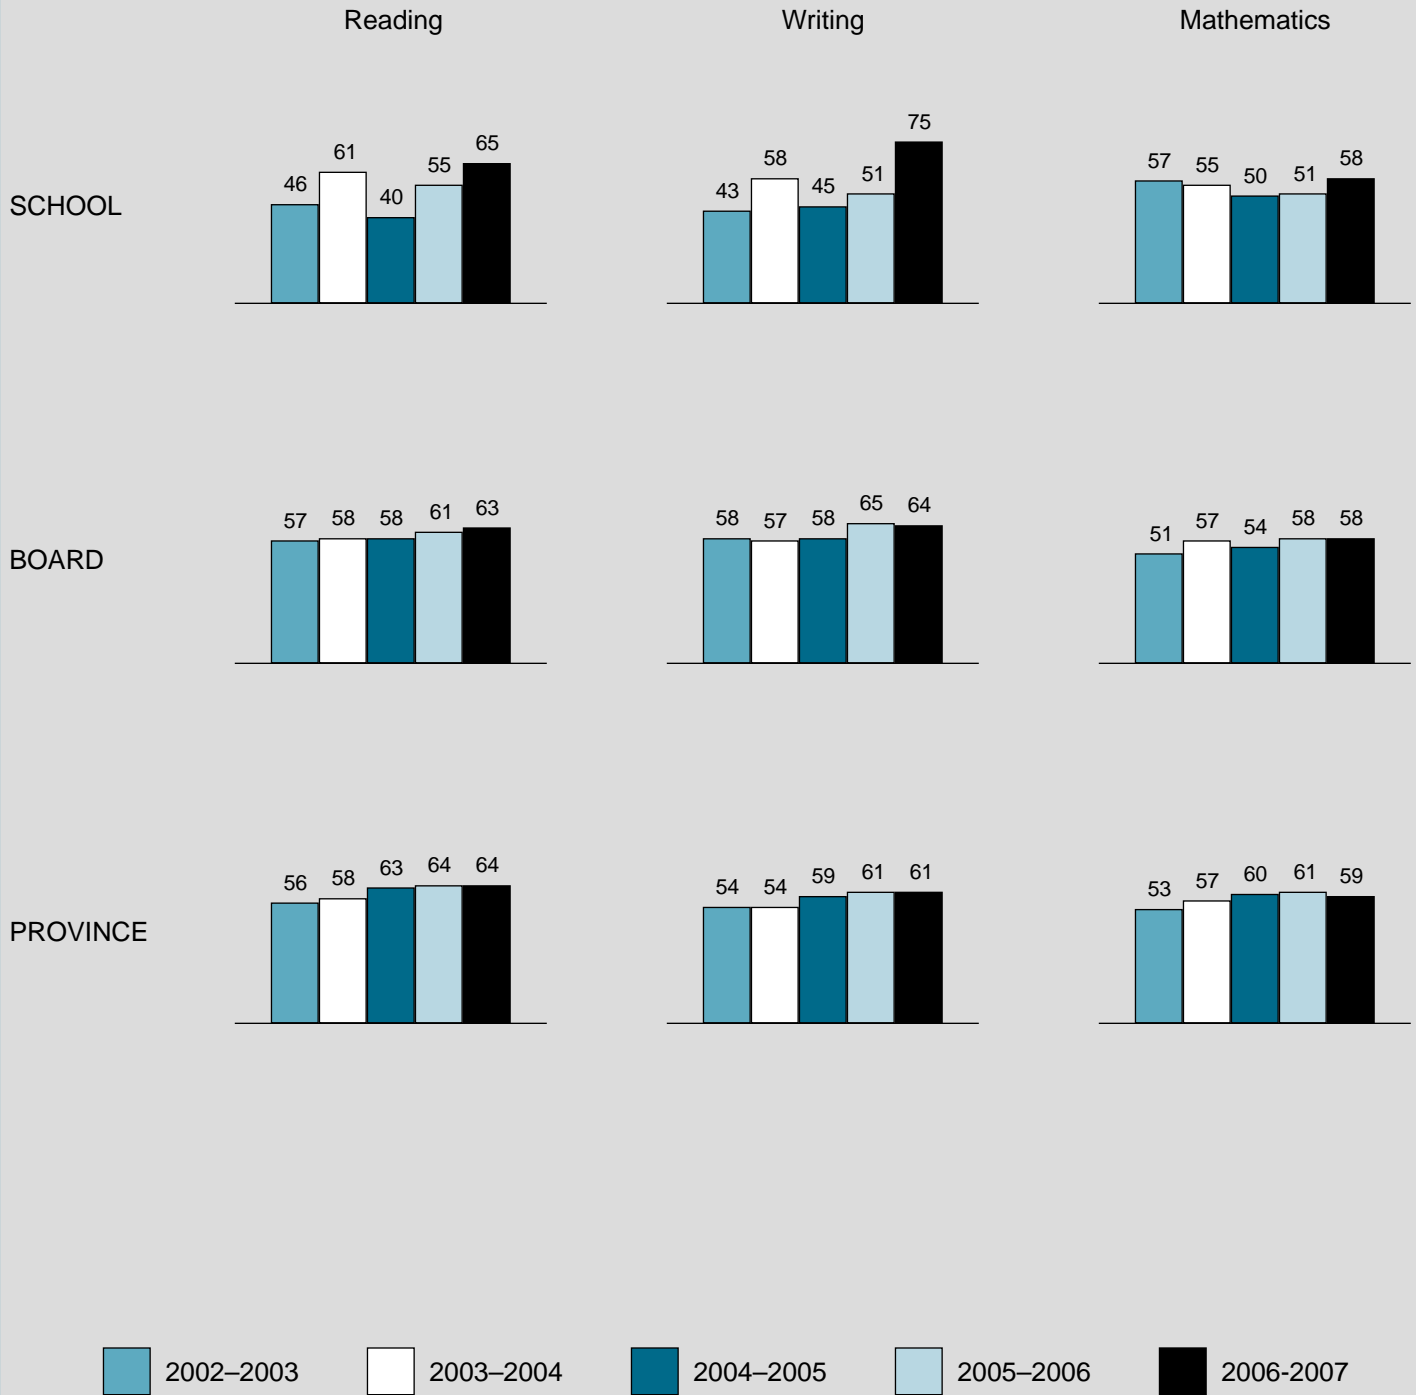 Reading Writing Mathematics
SCHOOL
46 61 40 55 65
43 58 45 51 75
57 55 50 51 58
BOARD
57 58 58 61 63
58 57 58 65 64
51 57 54 58 58
PROVINCE
56 58 63 64 64
54 54 59 61 61
53 57 60 61 59
2002–2003 2003–2004 2004–2005 2005–2006 2006-2007